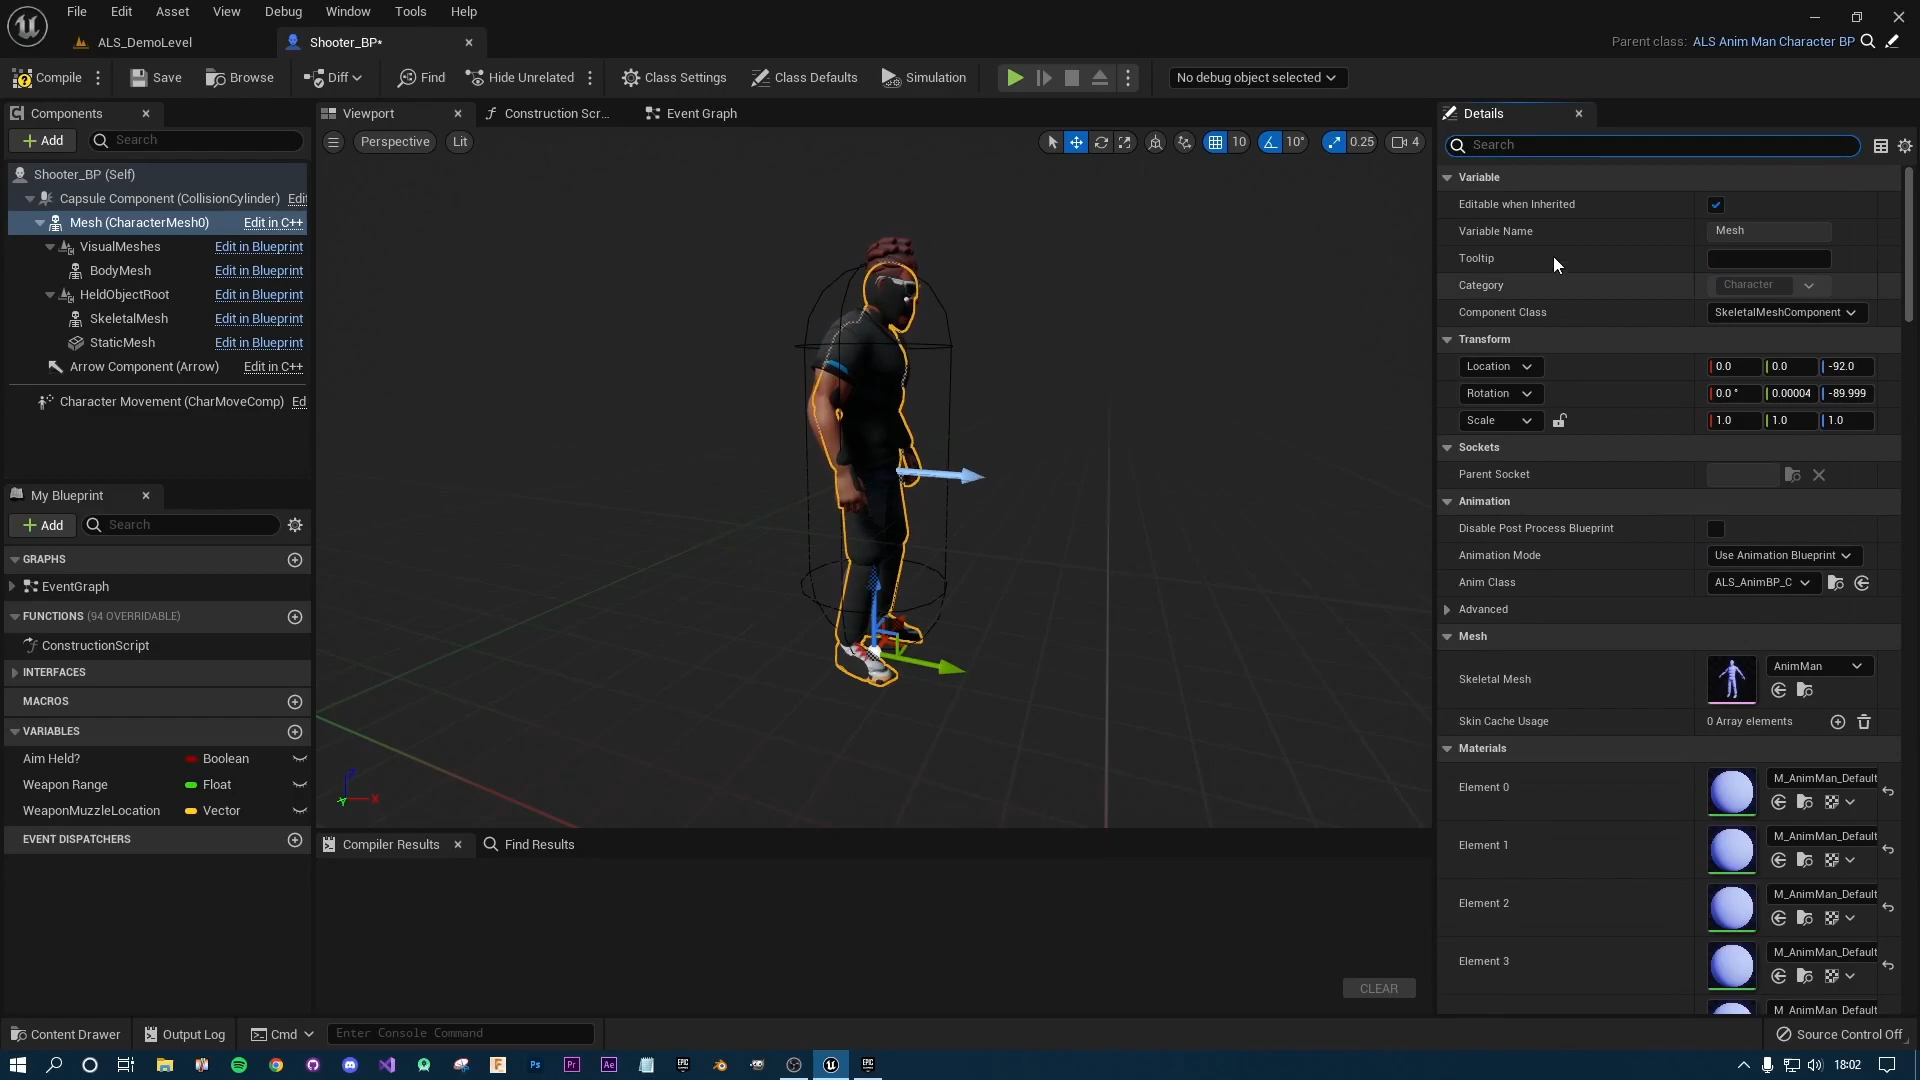 File Edit Asset View Debug Window Tools Help
ALS_DemoLevel Shooter_BP*
Parent class: ALS Anim Man Character BP
Compile Save Browse Diff Find Hide Unrelated Class Settings Class Defaults Simulation No debug object selected
Components
Add Search
Shooter_BP (Self)
Capsule Component (CollisionCylinder) Edit
Mesh (CharacterMesh0) Edit in C++
VisualMeshes Edit in Blueprint
BodyMesh Edit in Blueprint
HeldObjectRoot Edit in Blueprint
SkeletalMesh Edit in Blueprint
StaticMesh Edit in Blueprint
Arrow Component (Arrow) Edit in C++
Character Movement (CharMoveComp) Ed
My Blueprint
Add Search
GRAPHS
EventGraph
FUNCTIONS (94 OVERRIDABLE)
ConstructionScript
INTERFACES
MACROS
VARIABLES
Aim Held? Boolean
Weapon Range Float
WeaponMuzzleLocation Vector
EVENT DISPATCHERS
Viewport Construction Scr... Event Graph
Perspective Lit 10 10° 0.25 4
Z
Y X
Compiler Results Find Results
CLEAR
Details
Search
Variable
Editable when Inherited
Variable Name Mesh
Tooltip
Category Character
Component Class SkeletalMeshComponent
Transform
Location 0.0 0.0 -92.0
Rotation 0.0 ° 0.00004 -89.999
Scale 1.0 1.0 1.0
Sockets
Parent Socket
Animation
Disable Post Process Blueprint
Animation Mode Use Animation Blueprint
Anim Class ALS_AnimBP_C
Advanced
Mesh
Skeletal Mesh AnimMan
Skin Cache Usage 0 Array elements
Materials
Element 0 M_AnimMan_Default
Element 1 M_AnimMan_Default
Element 2 M_AnimMan_Default
Element 3 M_AnimMan_Default
M_AnimMan_Default
Content Drawer Output Log Cmd Enter Console Command Source Control Off
F Ps Pr Ae EPIC EPIC 18:02